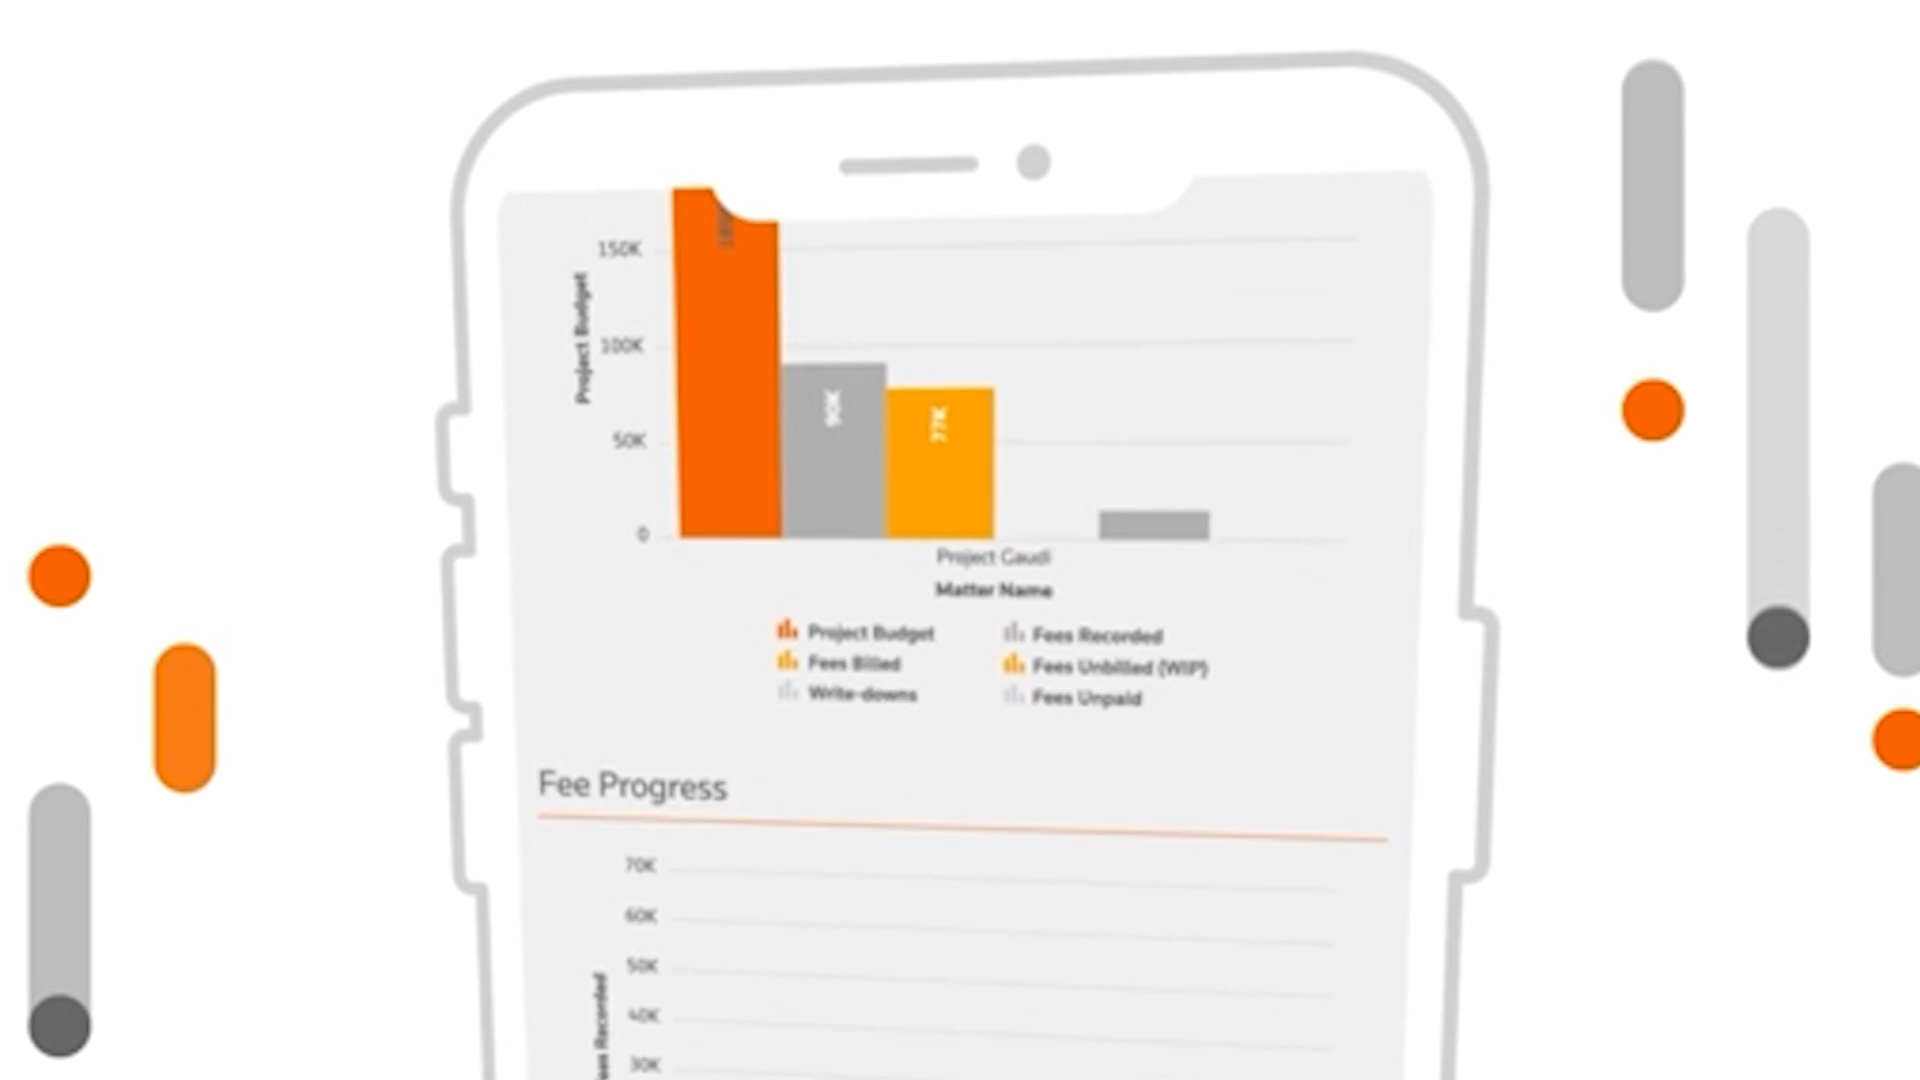 150K
Project Budget
100K
90K
77K
50K
0
Project Gaudi
Matter Name
Project Budget
Fees Recorded
Fees Billed
Fees Unbilled (WIP)
Write-downs
Fees Unpaid
Fee Progress
70K
60K
50K
Recorded
40K
30K